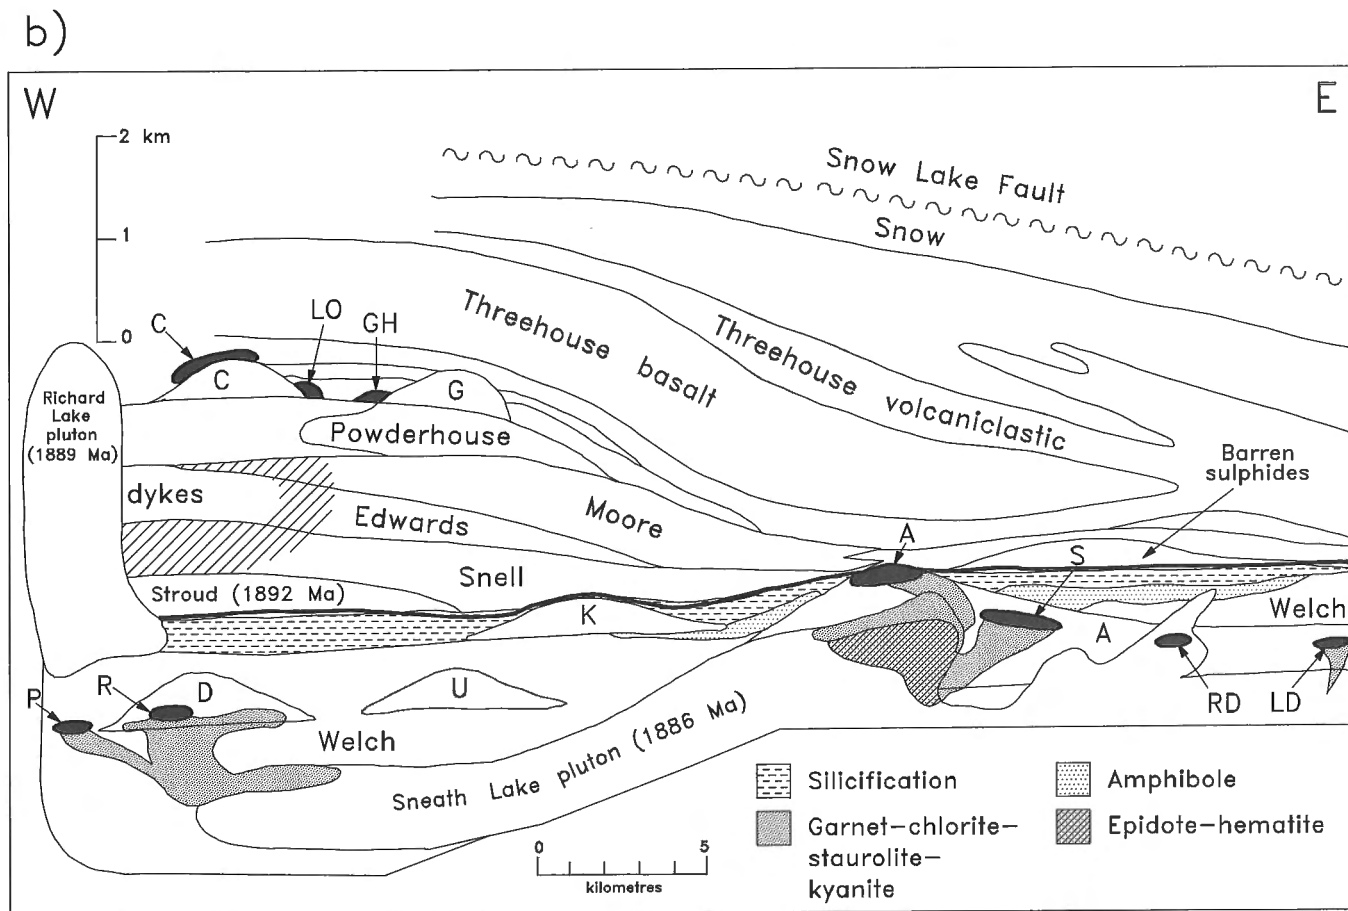 b)
W
E
2 km
1
0
Snow Lake Fault
Snow
Threehouse basalt
Threehouse volcaniclastic
C
LO
GH
C
G
Richard
Lake
pluton
(1889 Ma)
Powderhouse
Barren
sulphides
dykes
Edwards
Moore
A
S
Snell
Stroud (1892 Ma)
K
A
Welch
P
R
D
U
RD
LD
Welch
Sneath Lake pluton (1886 Ma)
Silicification
Amphibole
Garnet-chlorite-
staurolite-
kyanite
Epidote-hematite
0
5
kilometres